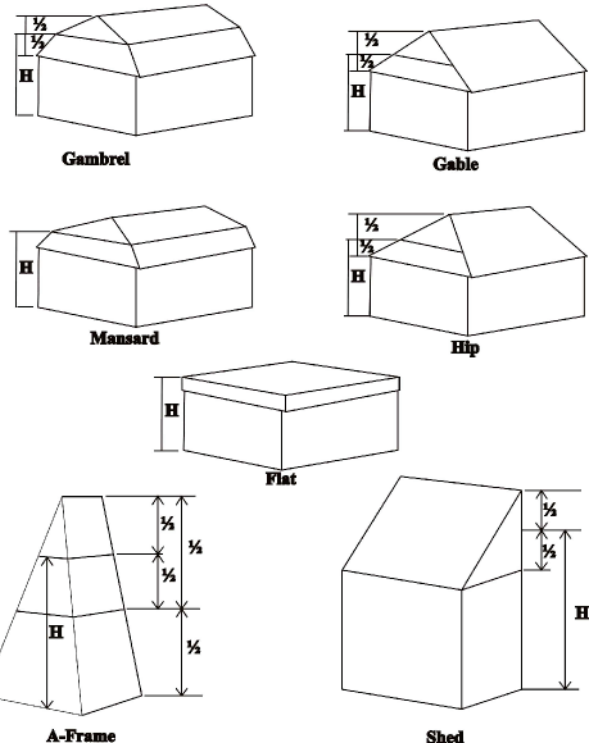 ½
½
H
Gambrel
½
½
H
Gable
H
Mansard
½
½
H
Hip
H
Flat
½
½
½
H
½
A-Frame
½
½
H
Shed